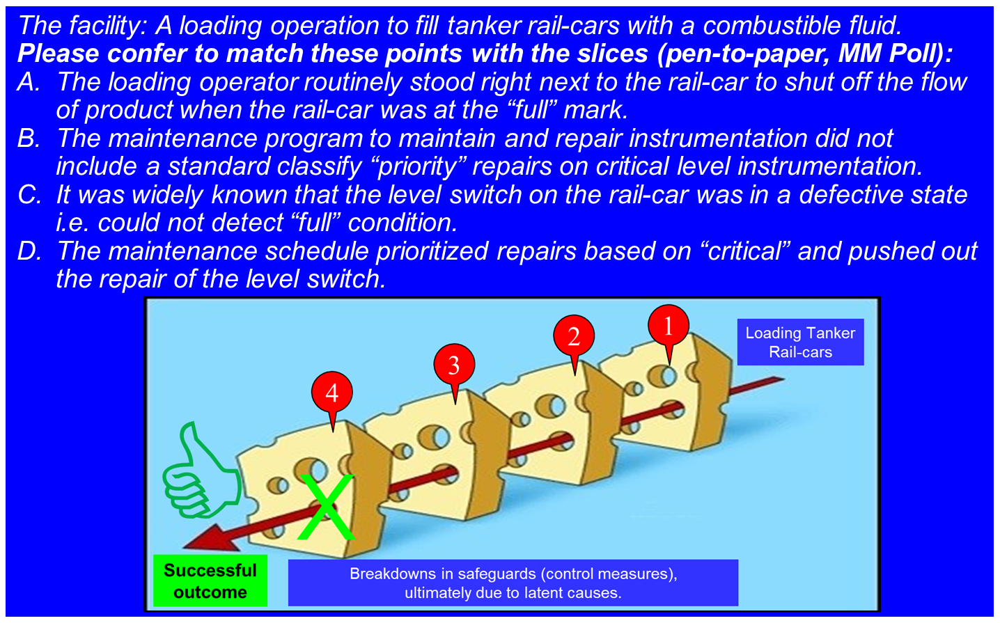 The facility: A loading operation to fill tanker rail-cars with a combustible fluid.
Please confer to match these points with the slices (pen-to-paper, MM Poll):
A. The loading operator routinely stood right next to the rail-car to shut off the flow
of product when the rail-car was at the “full” mark.
B. The maintenance program to maintain and repair instrumentation did not
include a standard classify “priority” repairs on critical level instrumentation.
C. It was widely known that the level switch on the rail-car was in a defective state
i.e. could not detect “full” condition.
D. The maintenance schedule prioritized repairs based on “critical” and pushed out
the repair of the level switch.
1
2
3
4
Loading Tanker
Rail-cars
X
Successful
outcome
Breakdowns in safeguards (control measures),
ultimately due to latent causes.